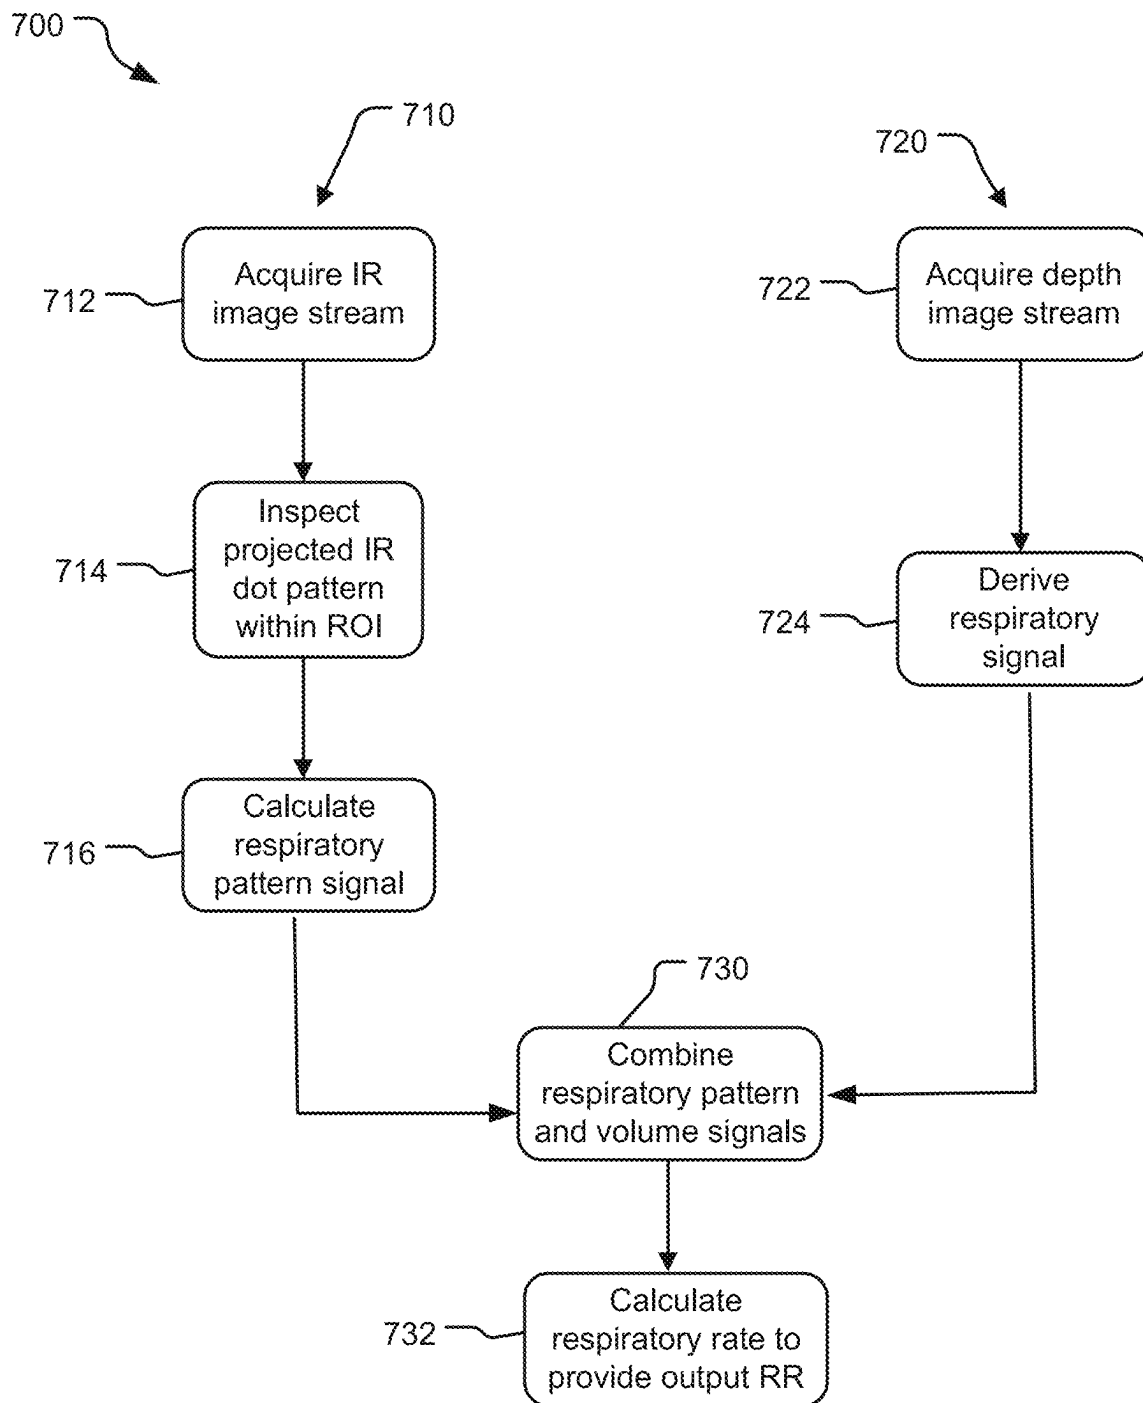 700
710
720
Acquire IR
image stream
712
Acquire depth
image stream
722
Inspect
projected IR
dot pattern
within ROI
714
Derive
respiratory
signal
724
Calculate
respiratory
pattern signal
716
730
Combine
respiratory pattern
and volume signals
Calculate
respiratory rate to
provide output RR
732